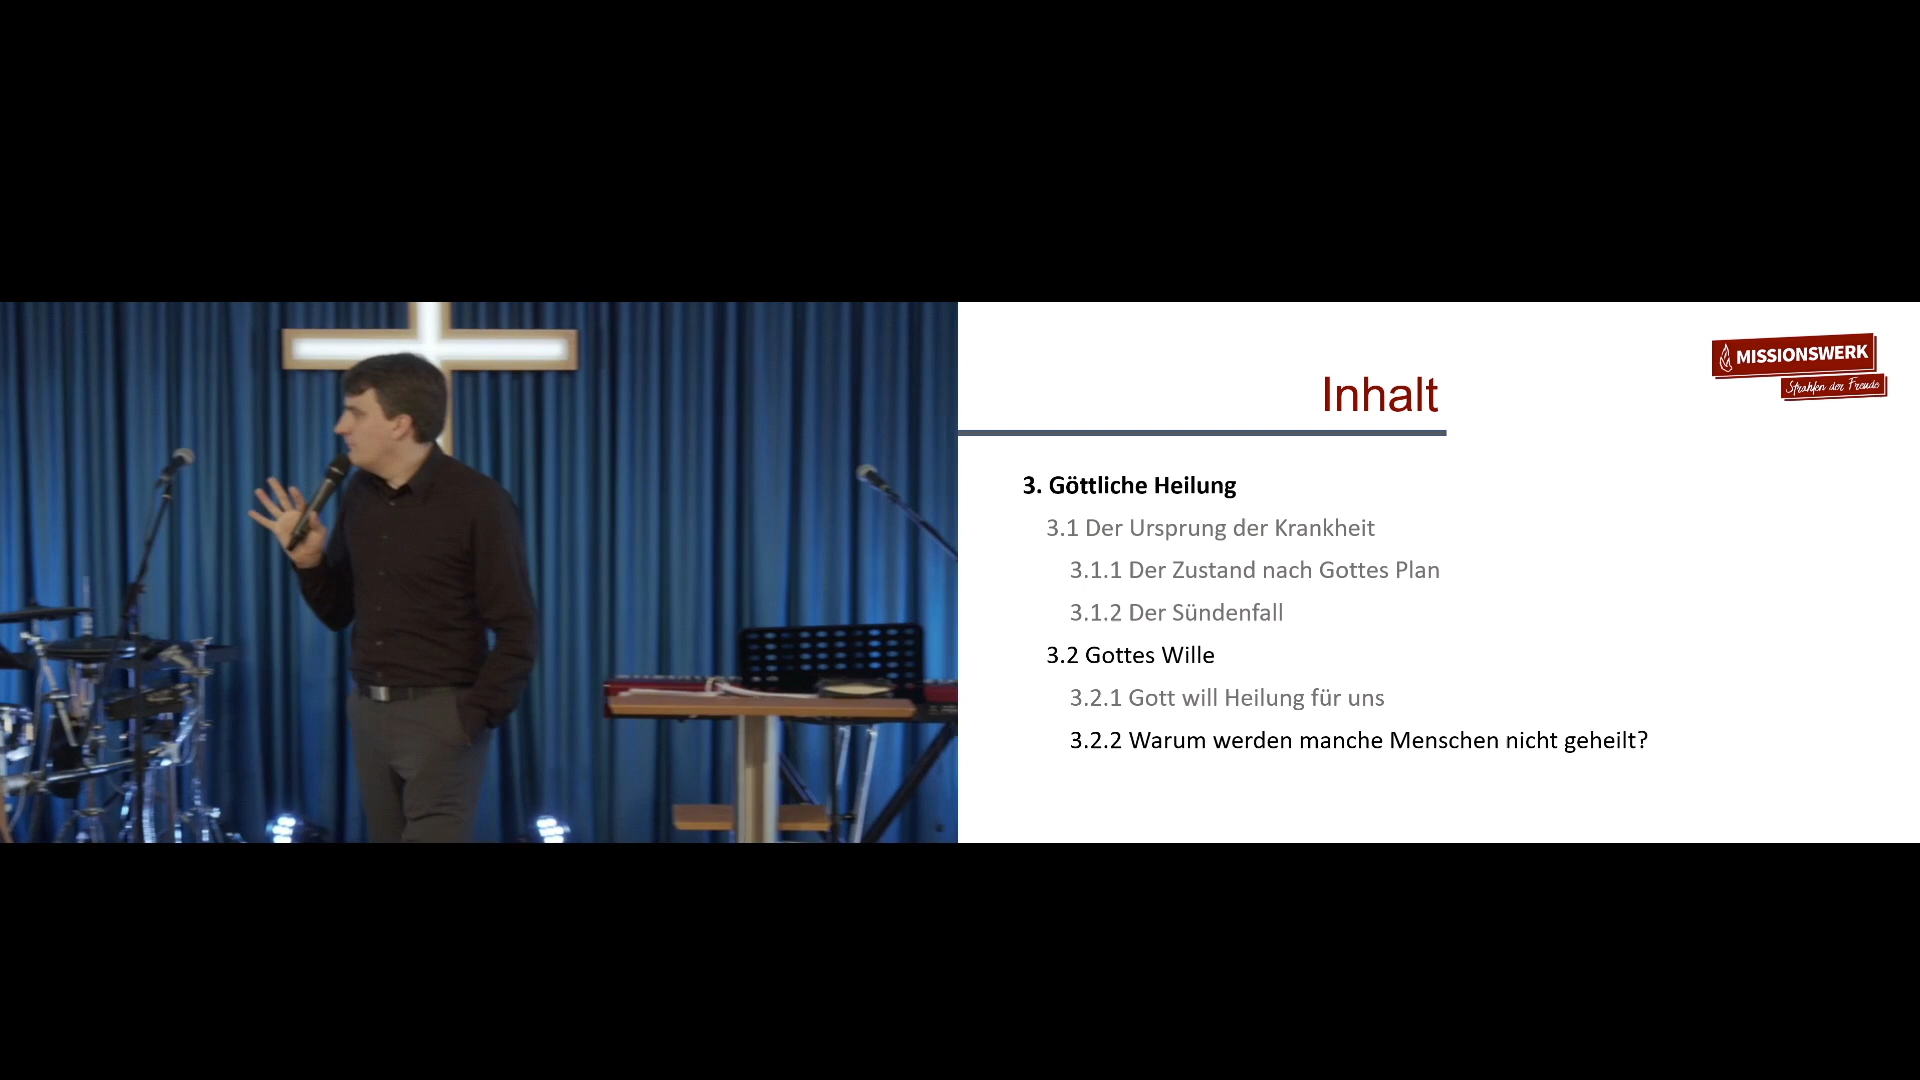 Inhalt
MISSIONSWERK
Strahlen der Freude
3. Göttliche Heilung
3.1 Der Ursprung der Krankheit
3.1.1 Der Zustand nach Gottes Plan
3.1.2 Der Sündenfall
3.2 Gottes Wille
3.2.1 Gott will Heilung für uns
3.2.2 Warum werden manche Menschen nicht geheilt?